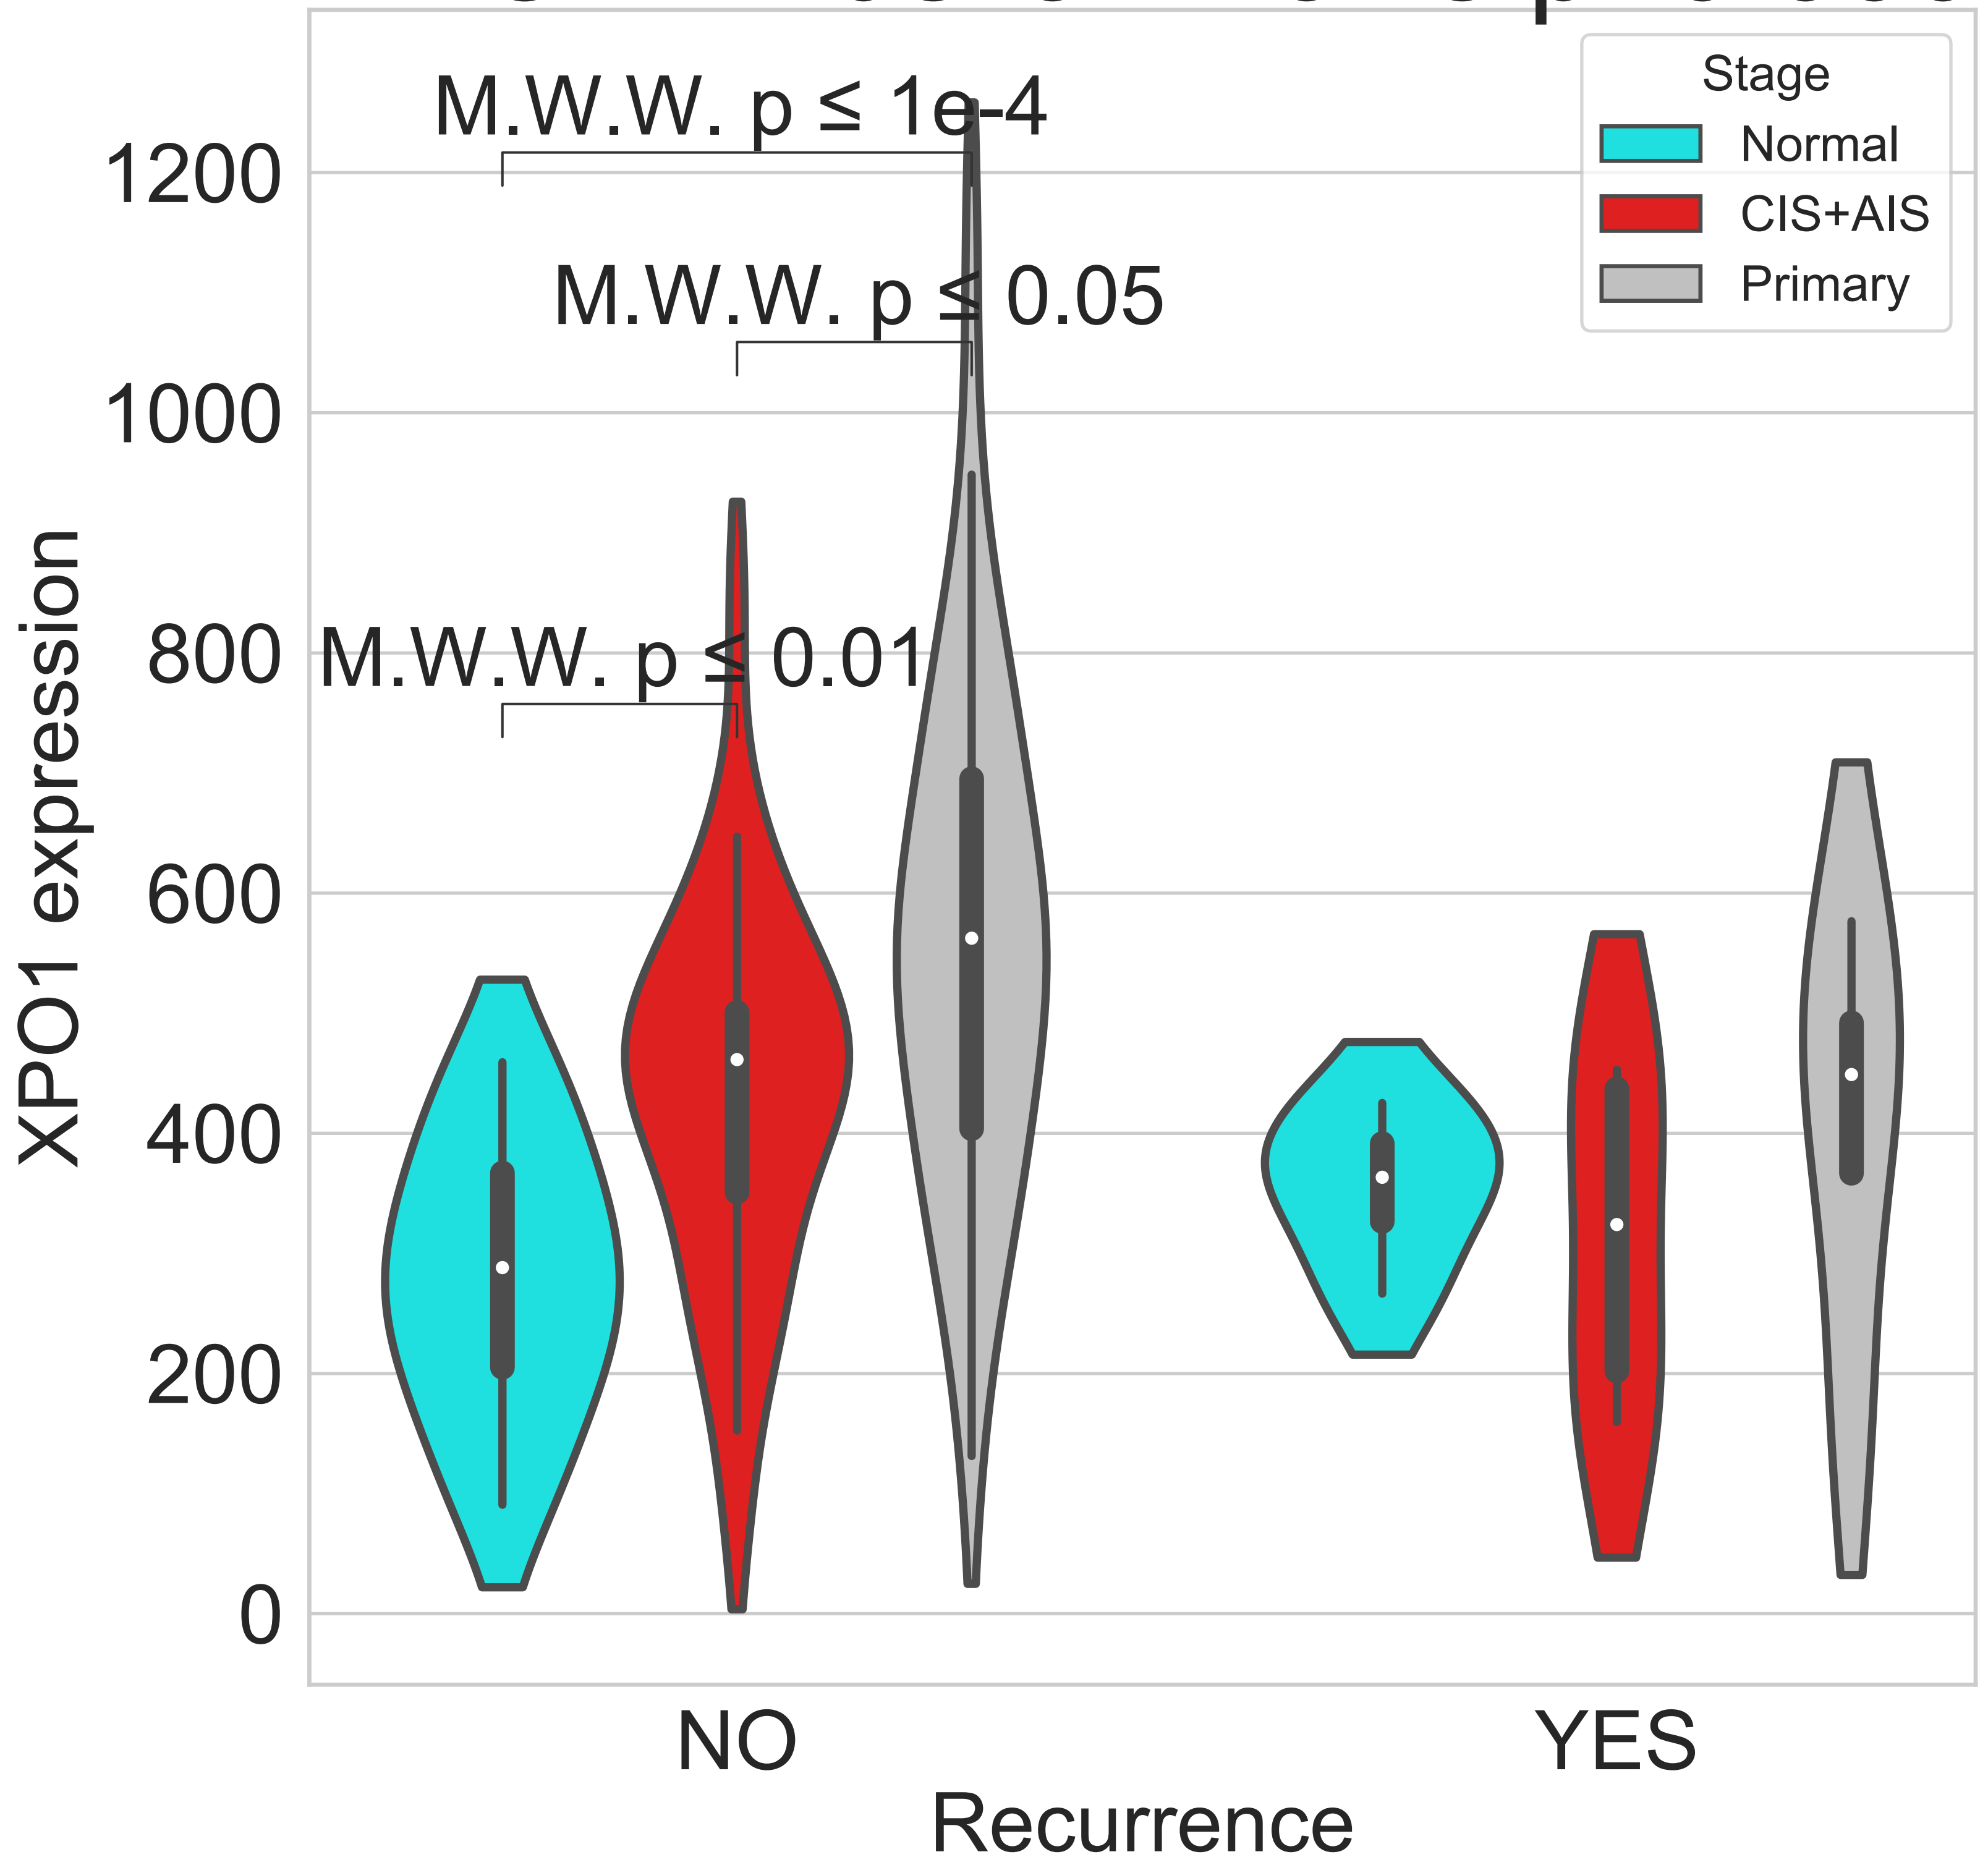 Stage
Normal
CIS+AIS
Primary
M.W.W. p ≤ 1e-4
M.W.W. p ≤ 0.05
M.W.W. p ≤ 0.01
1200
1000
800
600
400
200
0
XPO1 expression
NO
YES
Recurrence